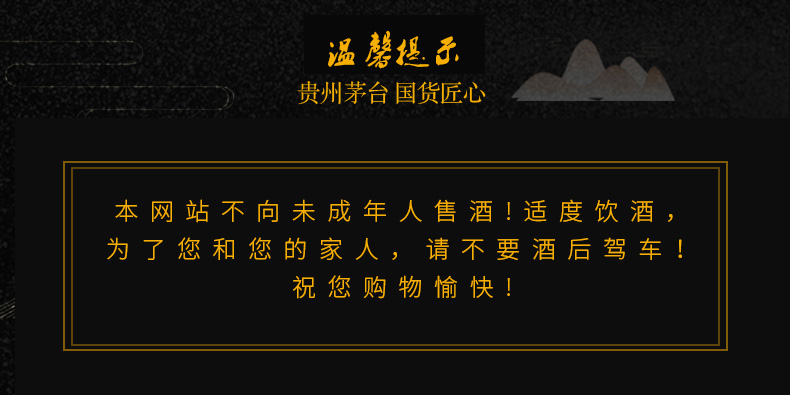 温馨提示
贵州茅台 国货匠心
本网站不向未成年人售酒!适度饮酒,
为了您和您的家人,请不要酒后驾车!
祝您购物愉快!